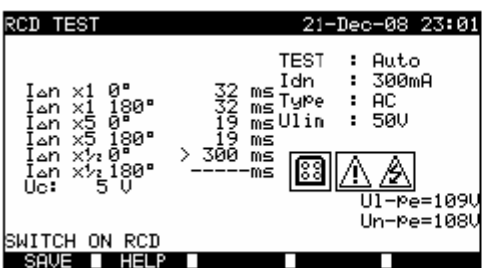 RCD TEST 21-Dec-08 23:01
TEST : Auto
Idn : 300mA
Type : AC
Ulin : 50V
IΔn x1 0° 32 ms
IΔn x1 180° 32 ms
IΔn x5 0° 19 ms
IΔn x5 180° 19 ms
IΔn x½ 0° > 300 ms
IΔn x½ 180° -----ms
Uc: 5 V
Ul-pe=109V
Un-pe=108V
SWITCH ON RCD
SAVE HELP